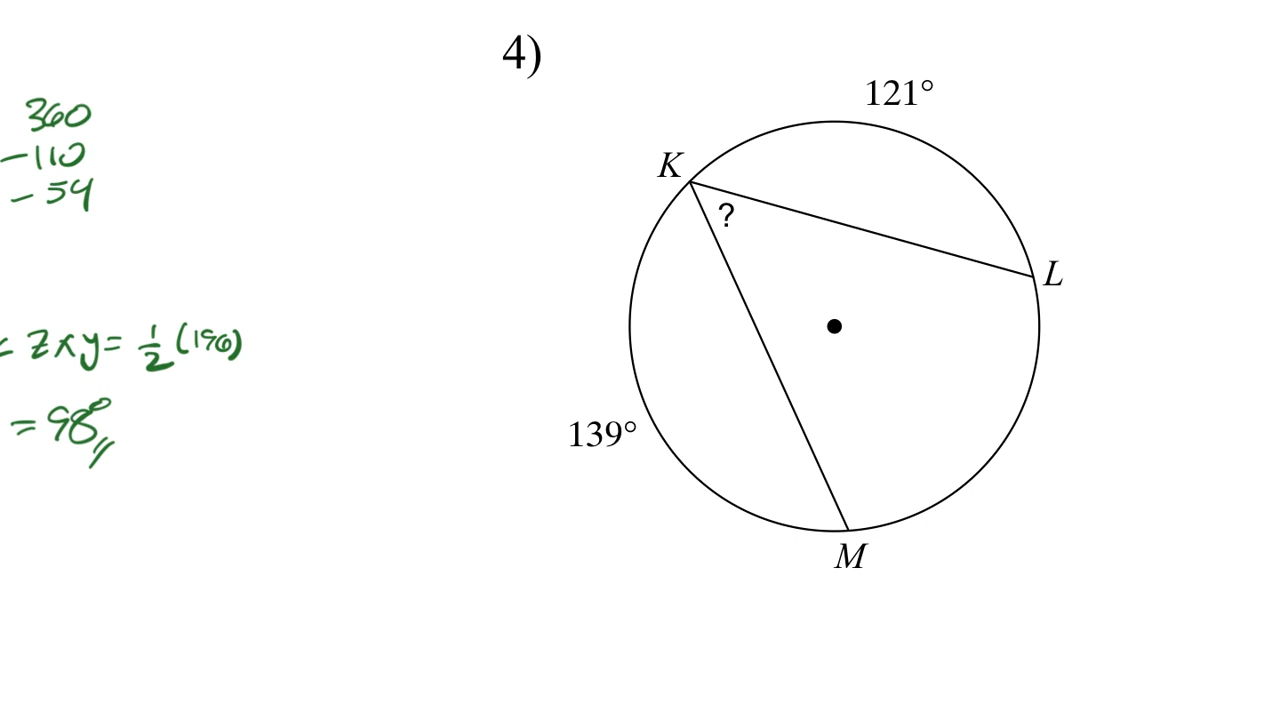 360
-110
- 54
= z x y = 1/2 (196)
= 98°
4)
121°
K
?
L
139°
M